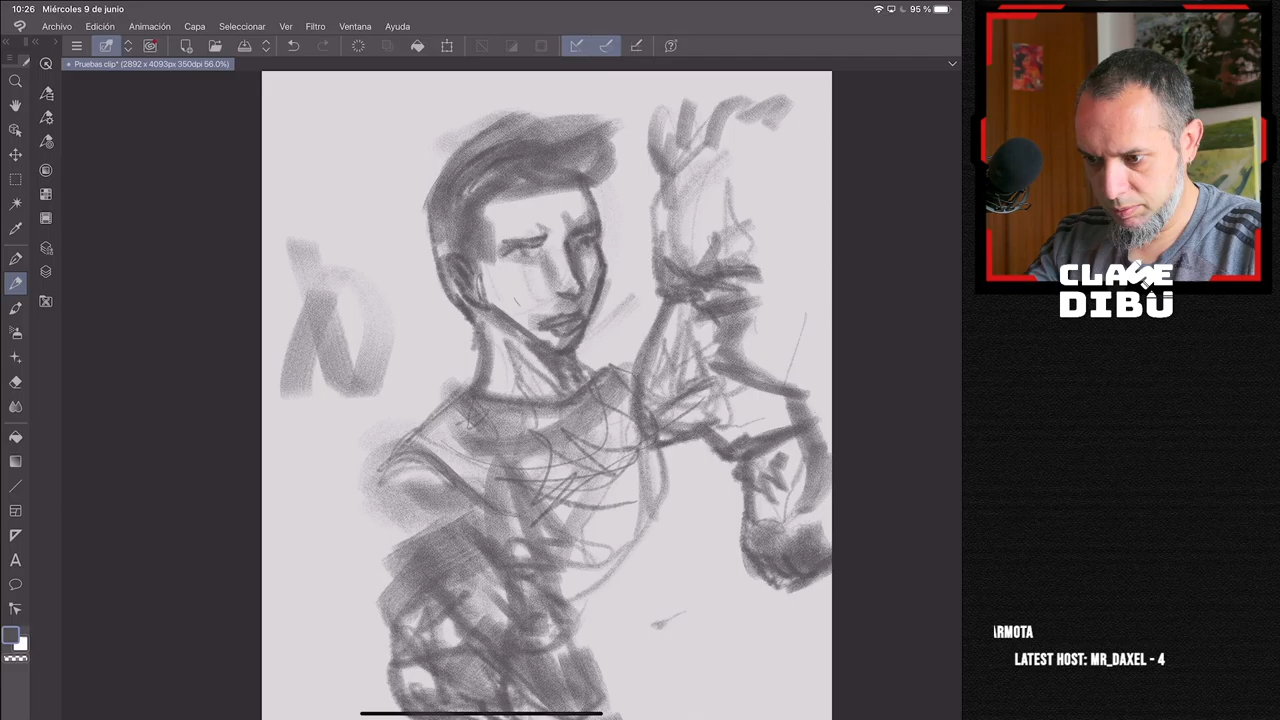 10:26 Miércoles 9 de junio
95 %
Archivo Edición Animación Capa Seleccionar Ver Filtro Ventana Ayuda
Pruebas clip* (2892 x 4093px 350dpi 56.0%)
CLASE
DIBU
ARMOTA
LATEST HOST: MR_DAXEL - 4